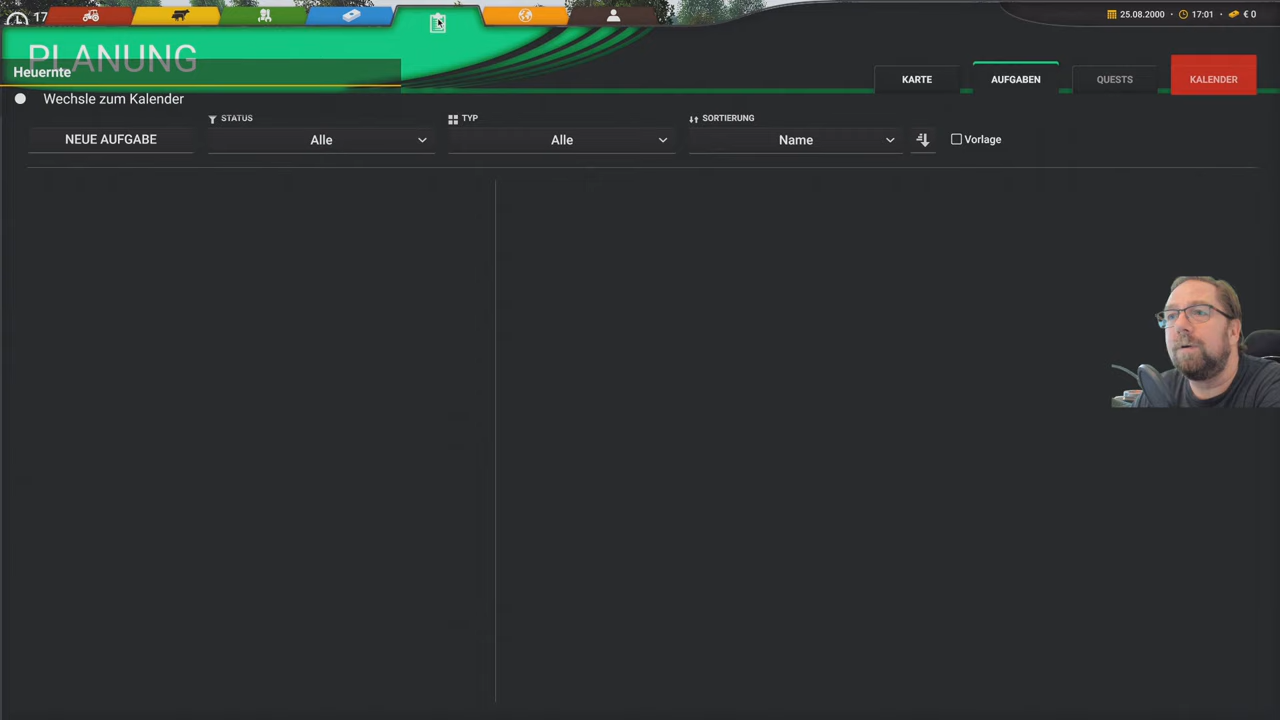 17
25.08.2000 17:01 € 0
PLANUNG
Heuernte
KARTE AUFGABEN QUESTS KALENDER
Wechsle zum Kalender
STATUS TYP SORTIERUNG
NEUE AUFGABE Alle Alle Name Vorlage